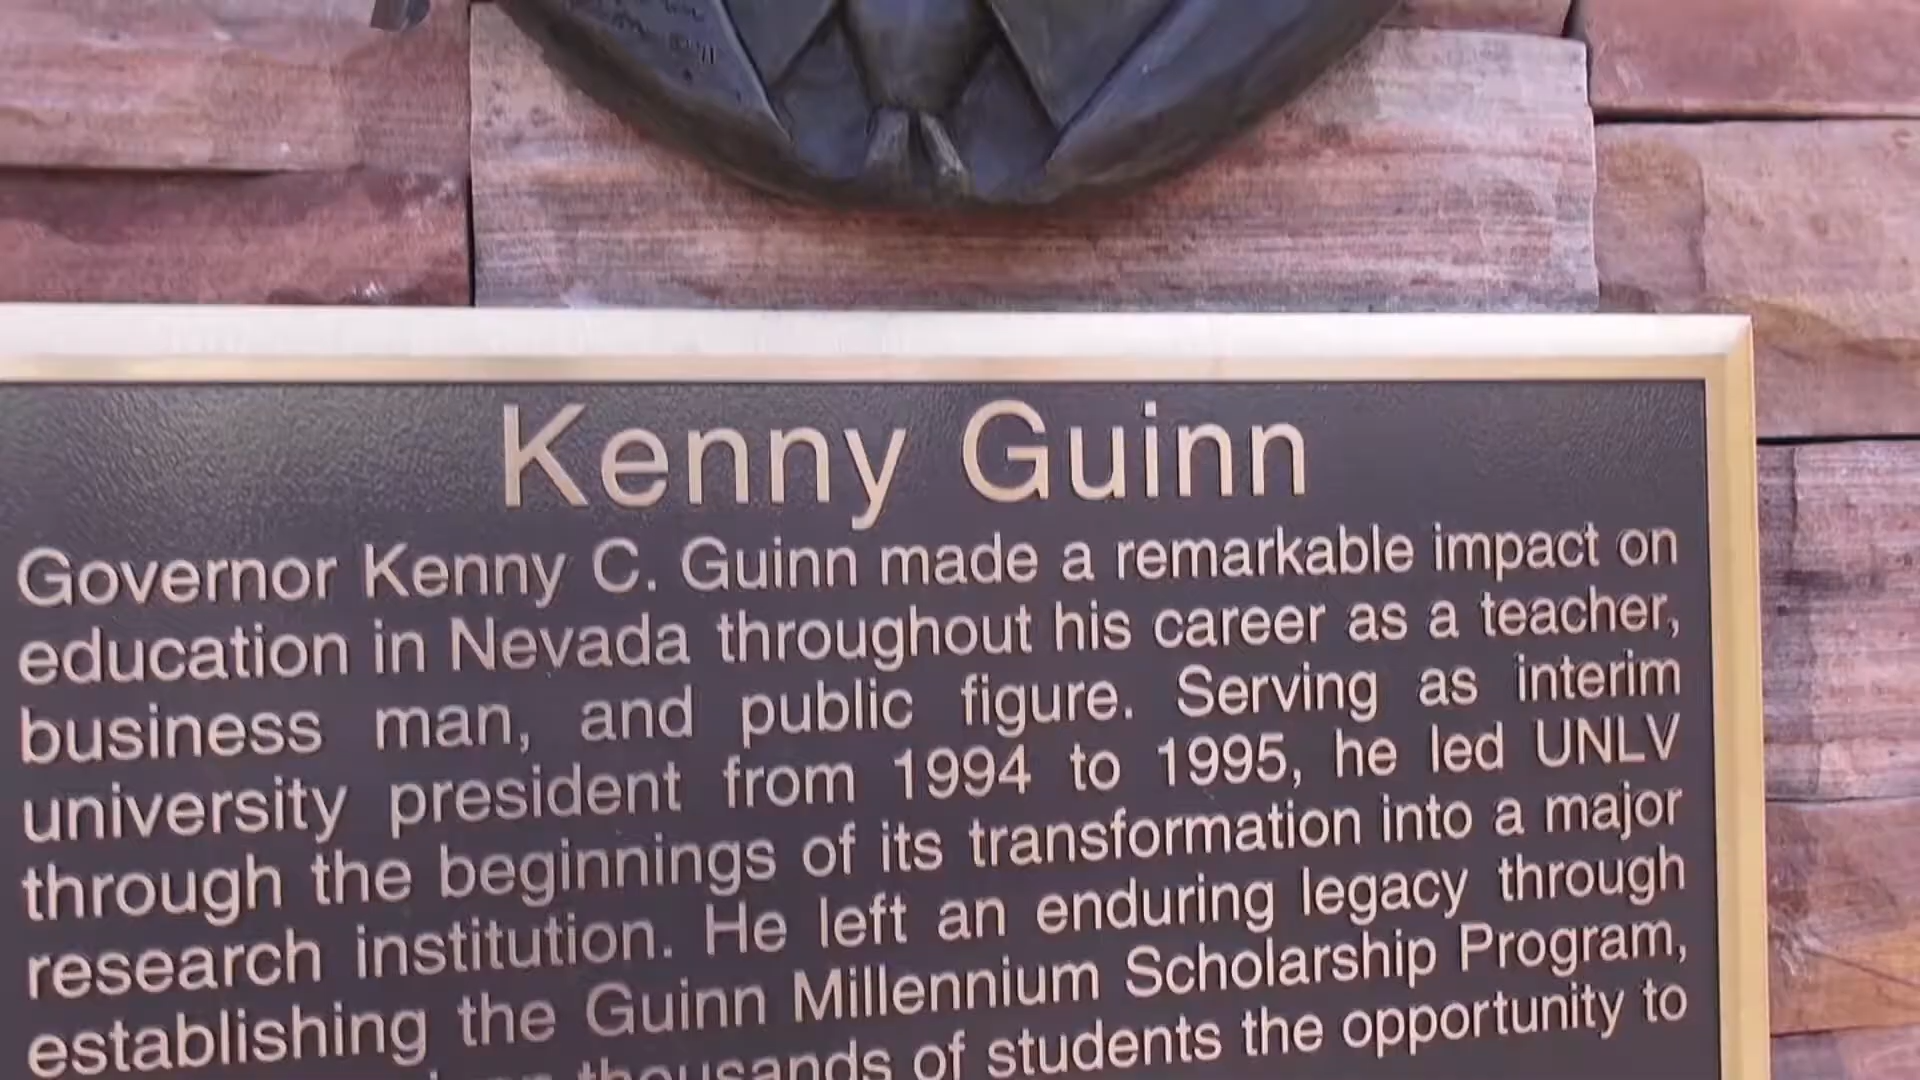 Kenny Guinn
Governor Kenny C. Guinn made a remarkable impact on
education in Nevada throughout his career as a teacher,
business man, and public figure. Serving as interim
university president from 1994 to 1995, he led UNLV
through the beginnings of its transformation into a major
research institution. He left an enduring legacy through
establishing the Guinn Millennium Scholarship Program,
thousands of students the opportunity to